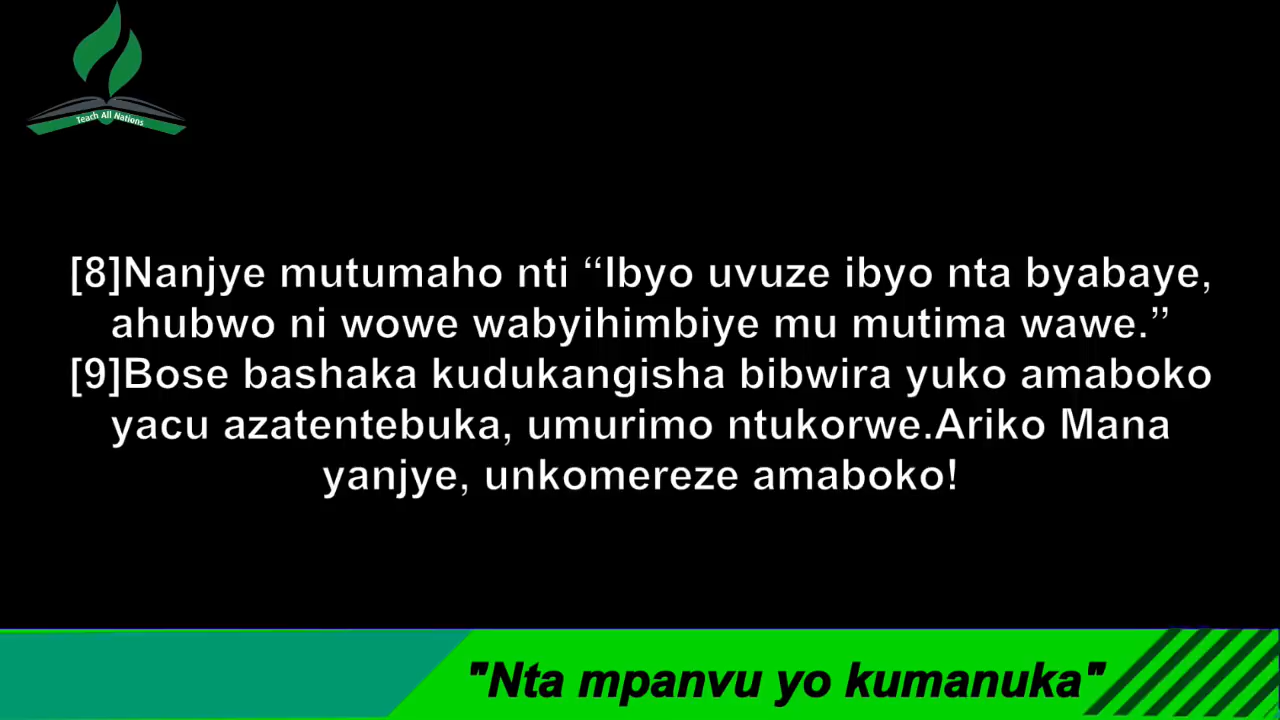 Teach All Nations
[8]Nanjye mutumaho nti “Ibyo uvuze ibyo nta byabaye,
ahubwo ni wowe wabyihimbiye mu mutima wawe.”
[9]Bose bashaka kudukangisha bibwira yuko amaboko
yacu azatentebuka, umurimo ntukorwe.Ariko Mana
yanjye, unkomereze amaboko!
"Nta mpanvu yo kumanuka"